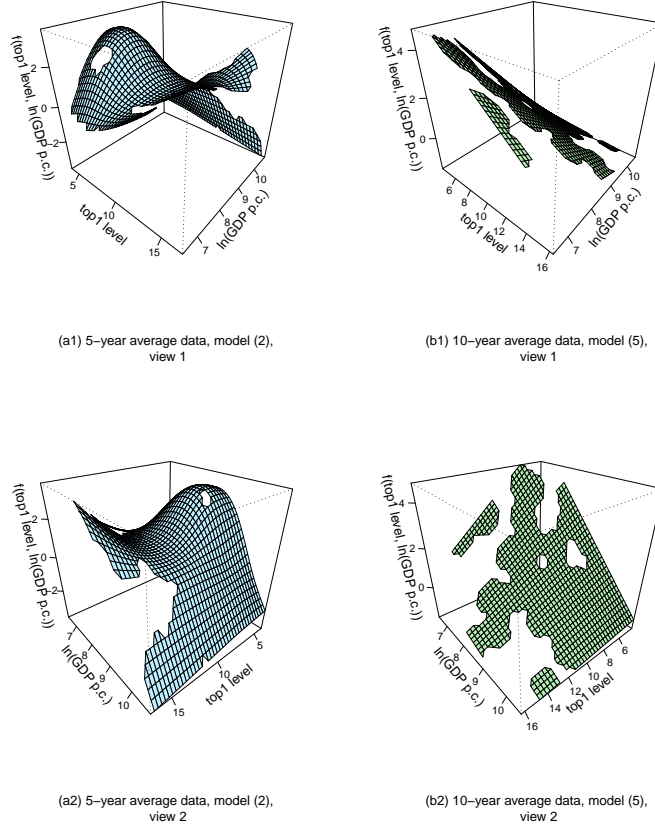 f(top1 level, ln(GDP p.c.))
2
0
−2
5
10
15
top1 level
7
8
9
10
ln(GDP p.c.)
f(top1 level, ln(GDP p.c.))
4
2
0
6
8
10
12
14
16
top1 level
7
8
9
10
ln(GDP p.c.)
(a1) 5−year average data, model (2),
view 1
(b1) 10−year average data, model (5),
view 1
f(top1 level, ln(GDP p.c.))
2
0
−2
7
8
9
10
ln(GDP p.c.)
15
10
5
top1 level
f(top1 level, ln(GDP p.c.))
4
2
0
7
8
9
10
ln(GDP p.c.)
16
14
12
10
8
6
top1 level
(a2) 5−year average data, model (2),
view 2
(b2) 10−year average data, model (5),
view 2